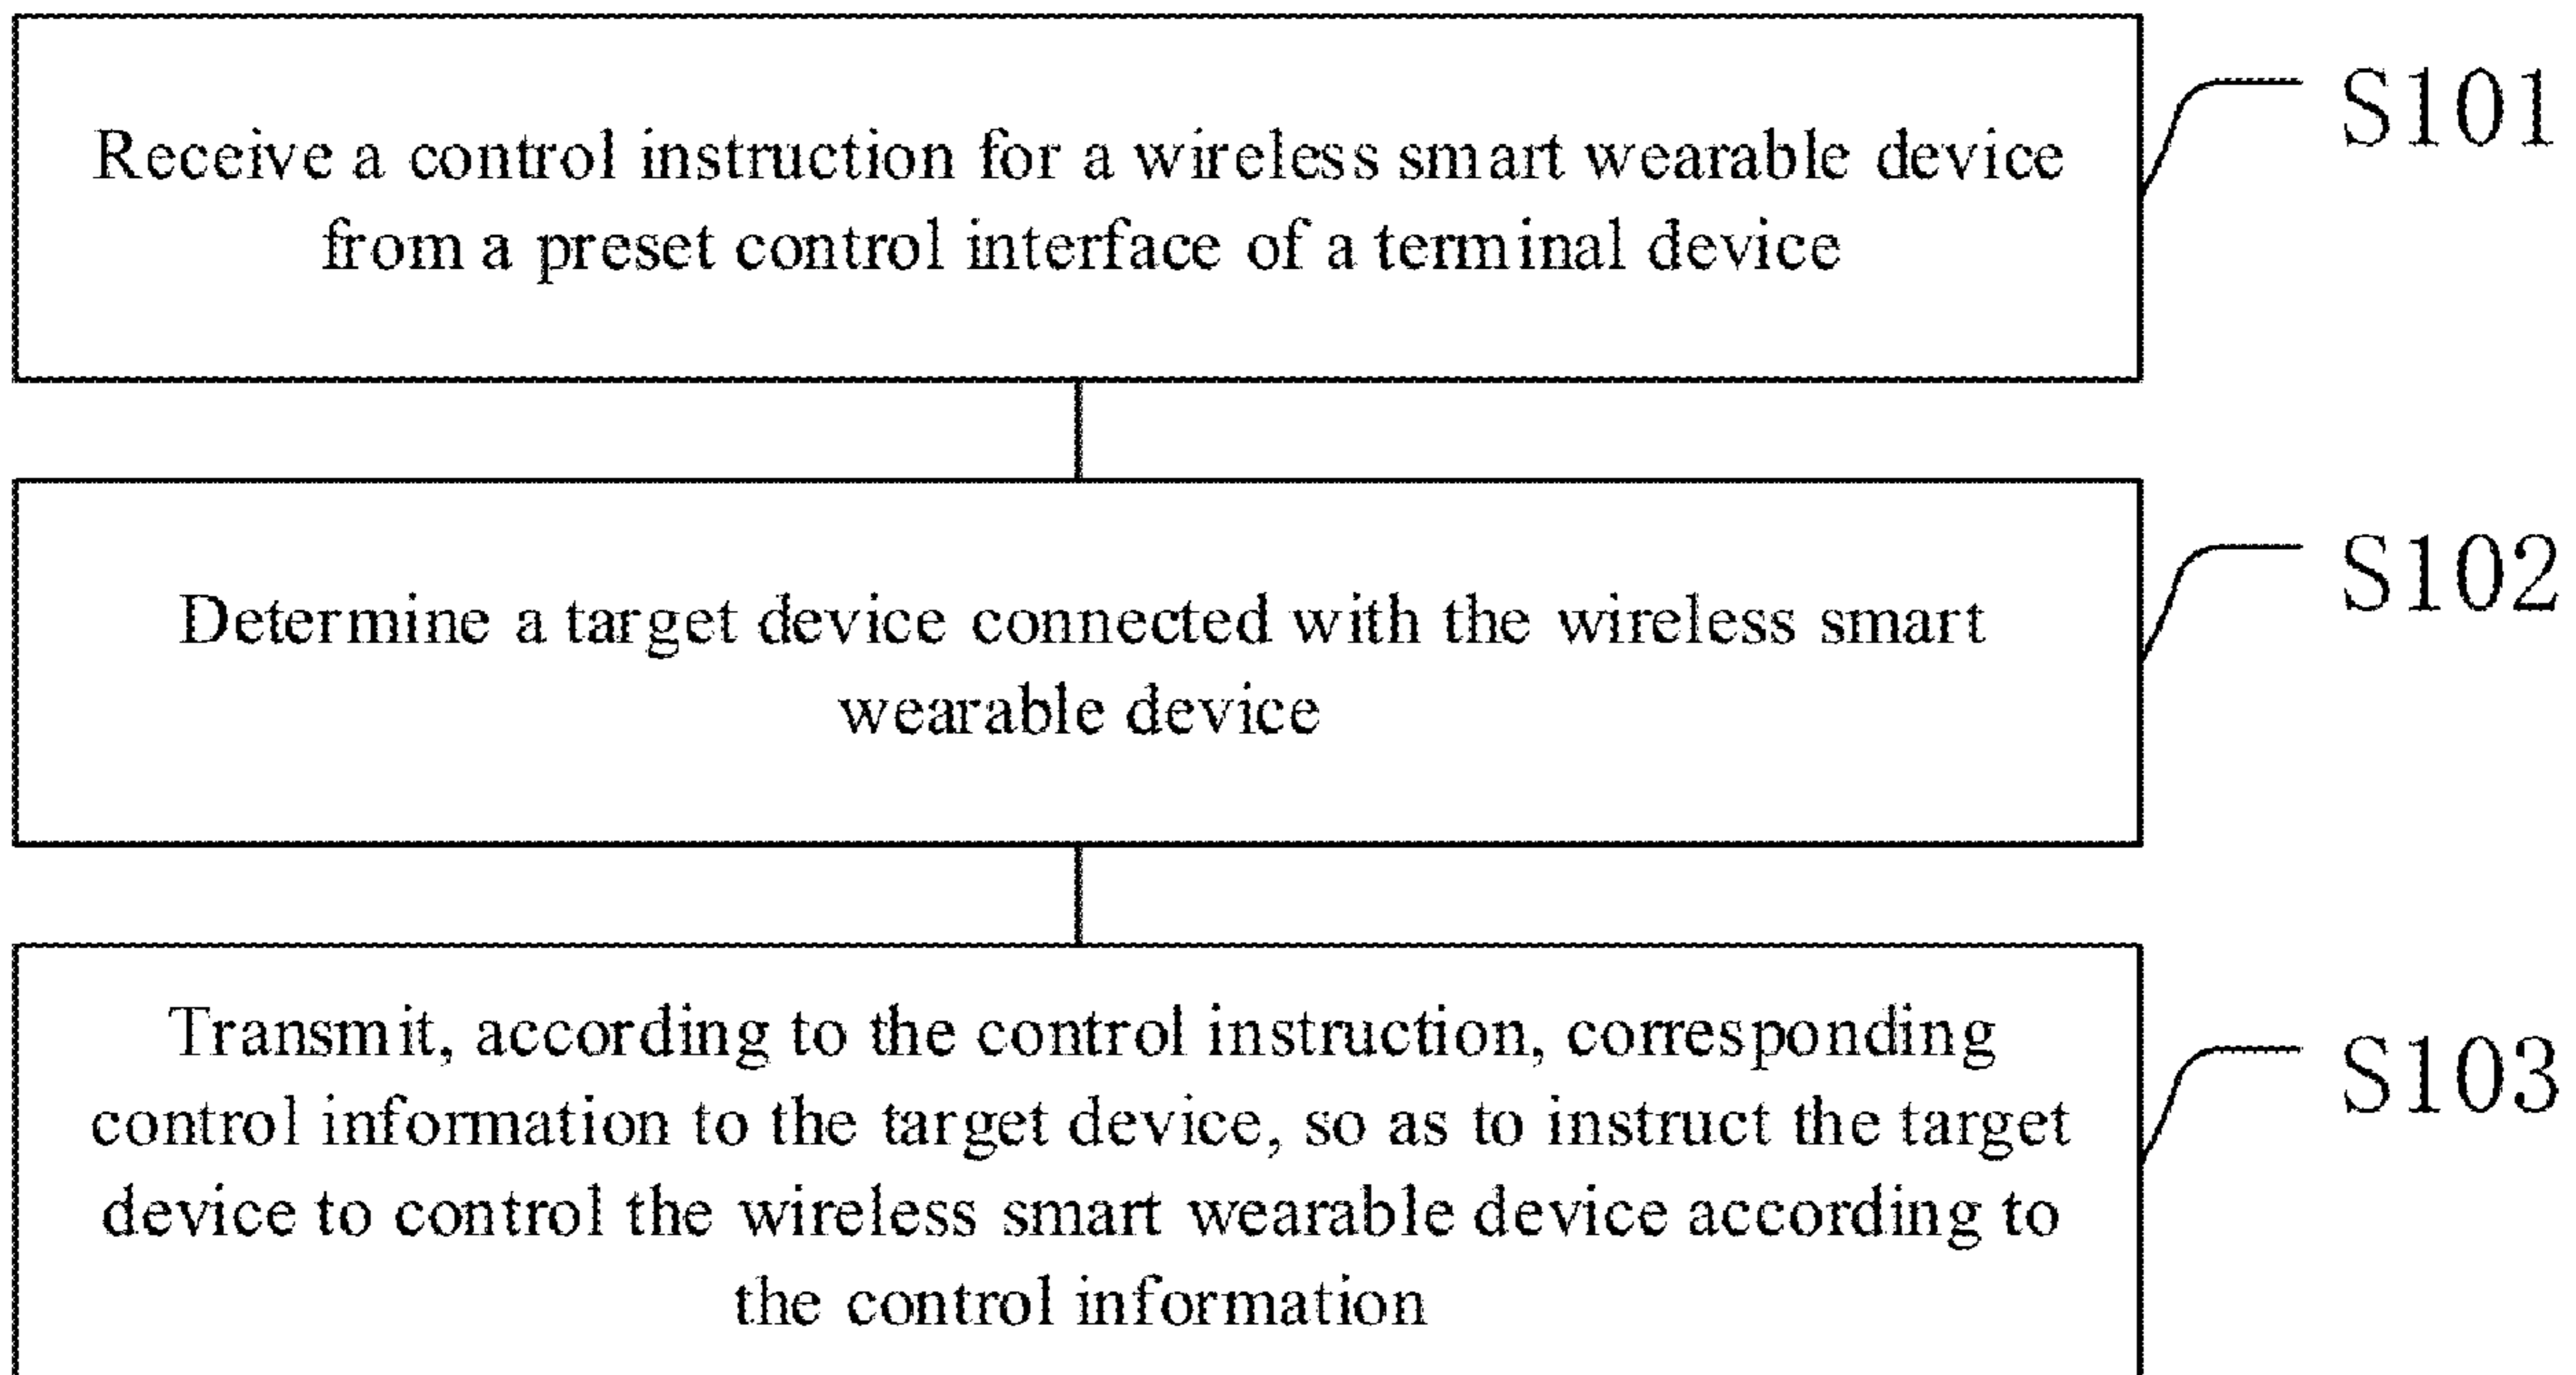 Receive a control instruction for a wireless smart wearable device
from a preset control interface of a terminal device
S101
Determine a target device connected with the wireless smart
wearable device
S102
Transmit, according to the control instruction, corresponding
control information to the target device, so as to instruct the target
device to control the wireless smart wearable device according to
the control information
S103